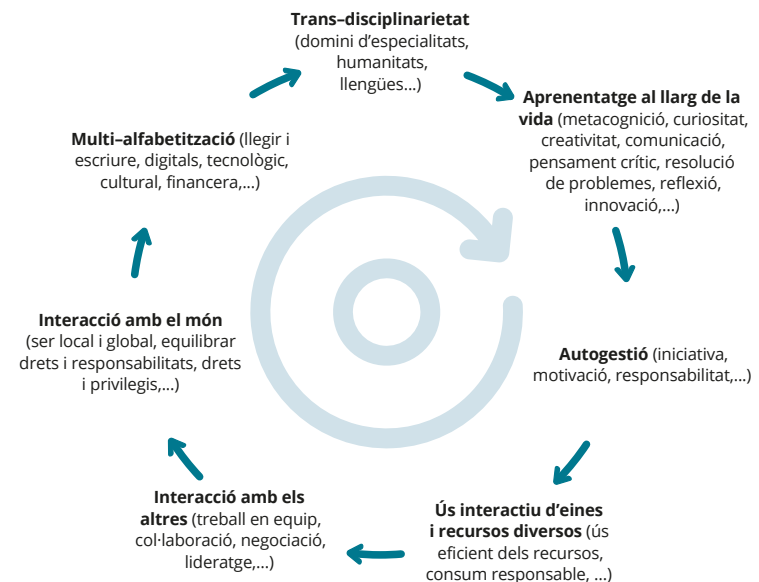 Trans–disciplinarietat
(domini d'especialitats,
humanitats,
llengües...)
Aprenentatge al llarg de la
vida (metacognició, curiositat,
creativitat, comunicació,
pensament crític, resolució
de problemes, reflexió,
innovació,...)
Autogestió (iniciativa,
motivació, responsabilitat,...)
Ús interactiu d'eines
i recursos diversos (ús
eficient dels recursos,
consum responsable, ...)
Interacció amb els
altres (treball en equip,
col·laboració, negociació,
lideratge,...)
Interacció amb el món
(ser local i global, equilibrar
drets i responsabilitats, drets
i privilegis,...)
Multi–alfabetització (llegir i
escriure, digitals, tecnològic,
cultural, financera,...)